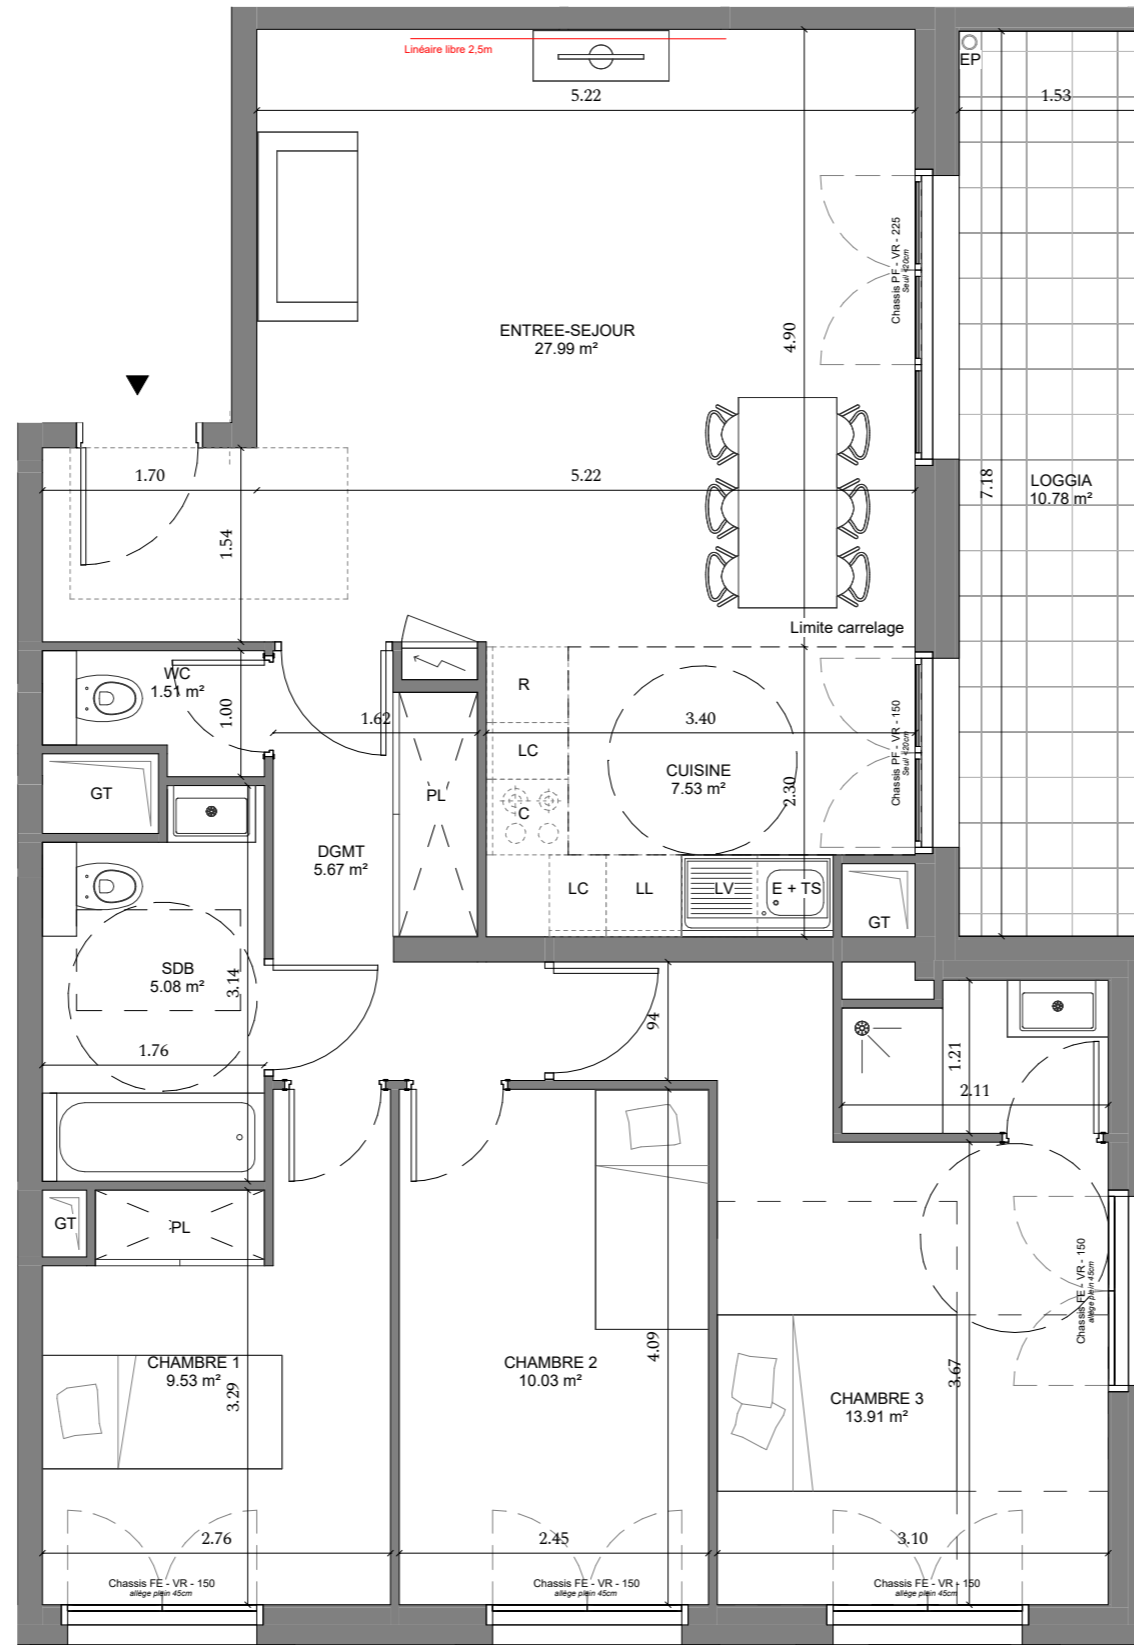 Linéaire libre 2,5m
EP
5.22
1.53
Chassis PF - VR - 225
Seuil <20cm
ENTREE-SEJOUR
27.99 m²
4.90
1.70
5.22
7.18
LOGGIA
10.78 m²
1.54
Limite carrelage
WC
1.51 m²
1.00
1.62
R
3.40
LC
CUISINE
7.53 m²
2.30
Chassis PF - VR - 150
Seuil <20cm
GT
PL
C
DGMT
5.67 m²
LC
LL
LV
E + TS
GT
SDB
5.08 m²
3.14
94
1.76
1.21
2.11
GT
PL
Chassis FE - VR - 150
allège plein 45cm
CHAMBRE 1
9.53 m²
3.29
CHAMBRE 2
10.03 m²
4.09
CHAMBRE 3
13.91 m²
3.67
2.76
2.45
3.10
Chassis FE - VR - 150
allège plein 45cm
Chassis FE - VR - 150
allège plein 45cm
Chassis FE - VR - 150
allège plein 45cm